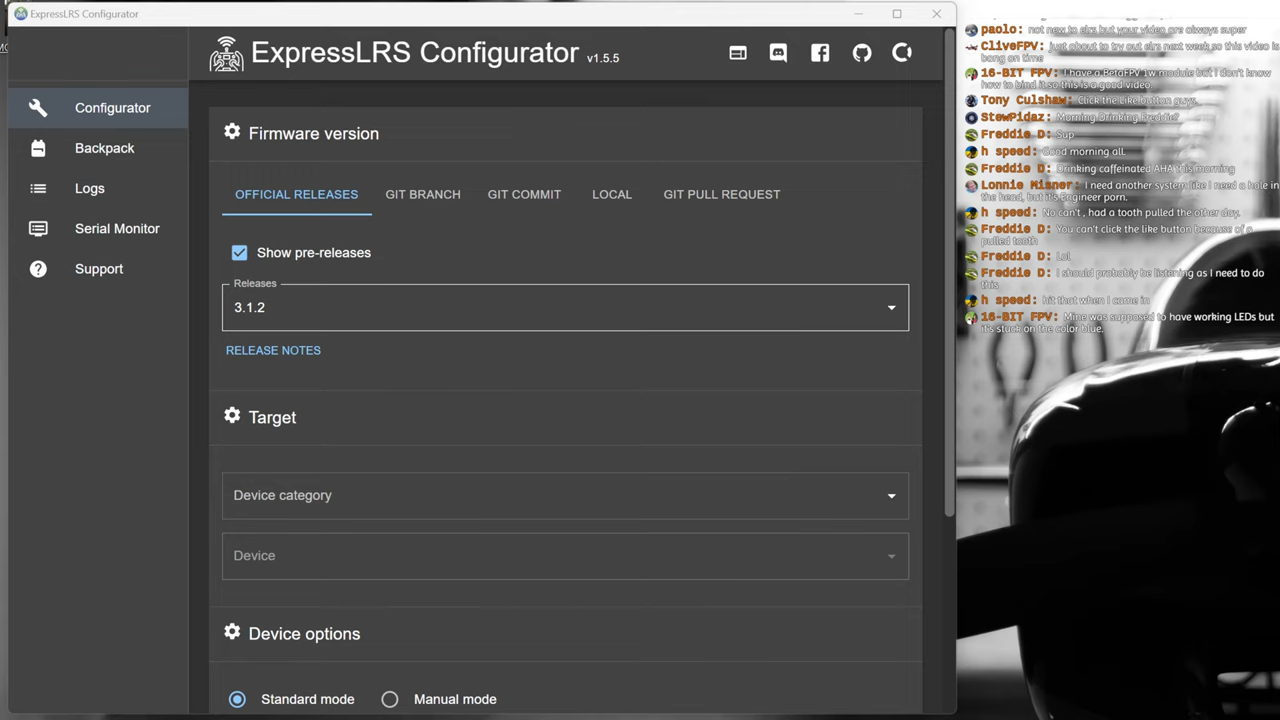 ExpressLRS Configurator
ExpressLRS Configurator v1.5.5
Configurator
Backpack
Logs
Serial Monitor
Support
Firmware version
OFFICIAL RELEASES GIT BRANCH GIT COMMIT LOCAL GIT PULL REQUEST
Show pre-releases
Releases
3.1.2
RELEASE NOTES
Target
Device category
Device
Device options
Standard mode Manual mode
paolo: not new to elrs but your video are always super
CliveFPV: just about to try out elrs next week so this video is
bang on time
16-BIT FPV: I have a BetaFPV 1w module but I don't know
how to bind it so this is a good video.
Tony Culshaw: Click the Like button guys.
StewPidaz: Morning Drinking Freddie?
Freddie D: Sup
h speed: Good morning all.
Freddie D: Drinking caffeinated AHA this morning
Lonnie Misner: I need another system like I need a hole in
the head, but it's Engineer porn.
h speed: No can't , had a tooth pulled the other day.
Freddie D: You can't click the like button because of a
pulled tooth
Freddie D: Lol
Freddie D: I should probably be listening as I need to do
this
h speed: hit that when I came in
16-BIT FPV: Mine was supposed to have working LEDs but
it's stuck on the color blue.